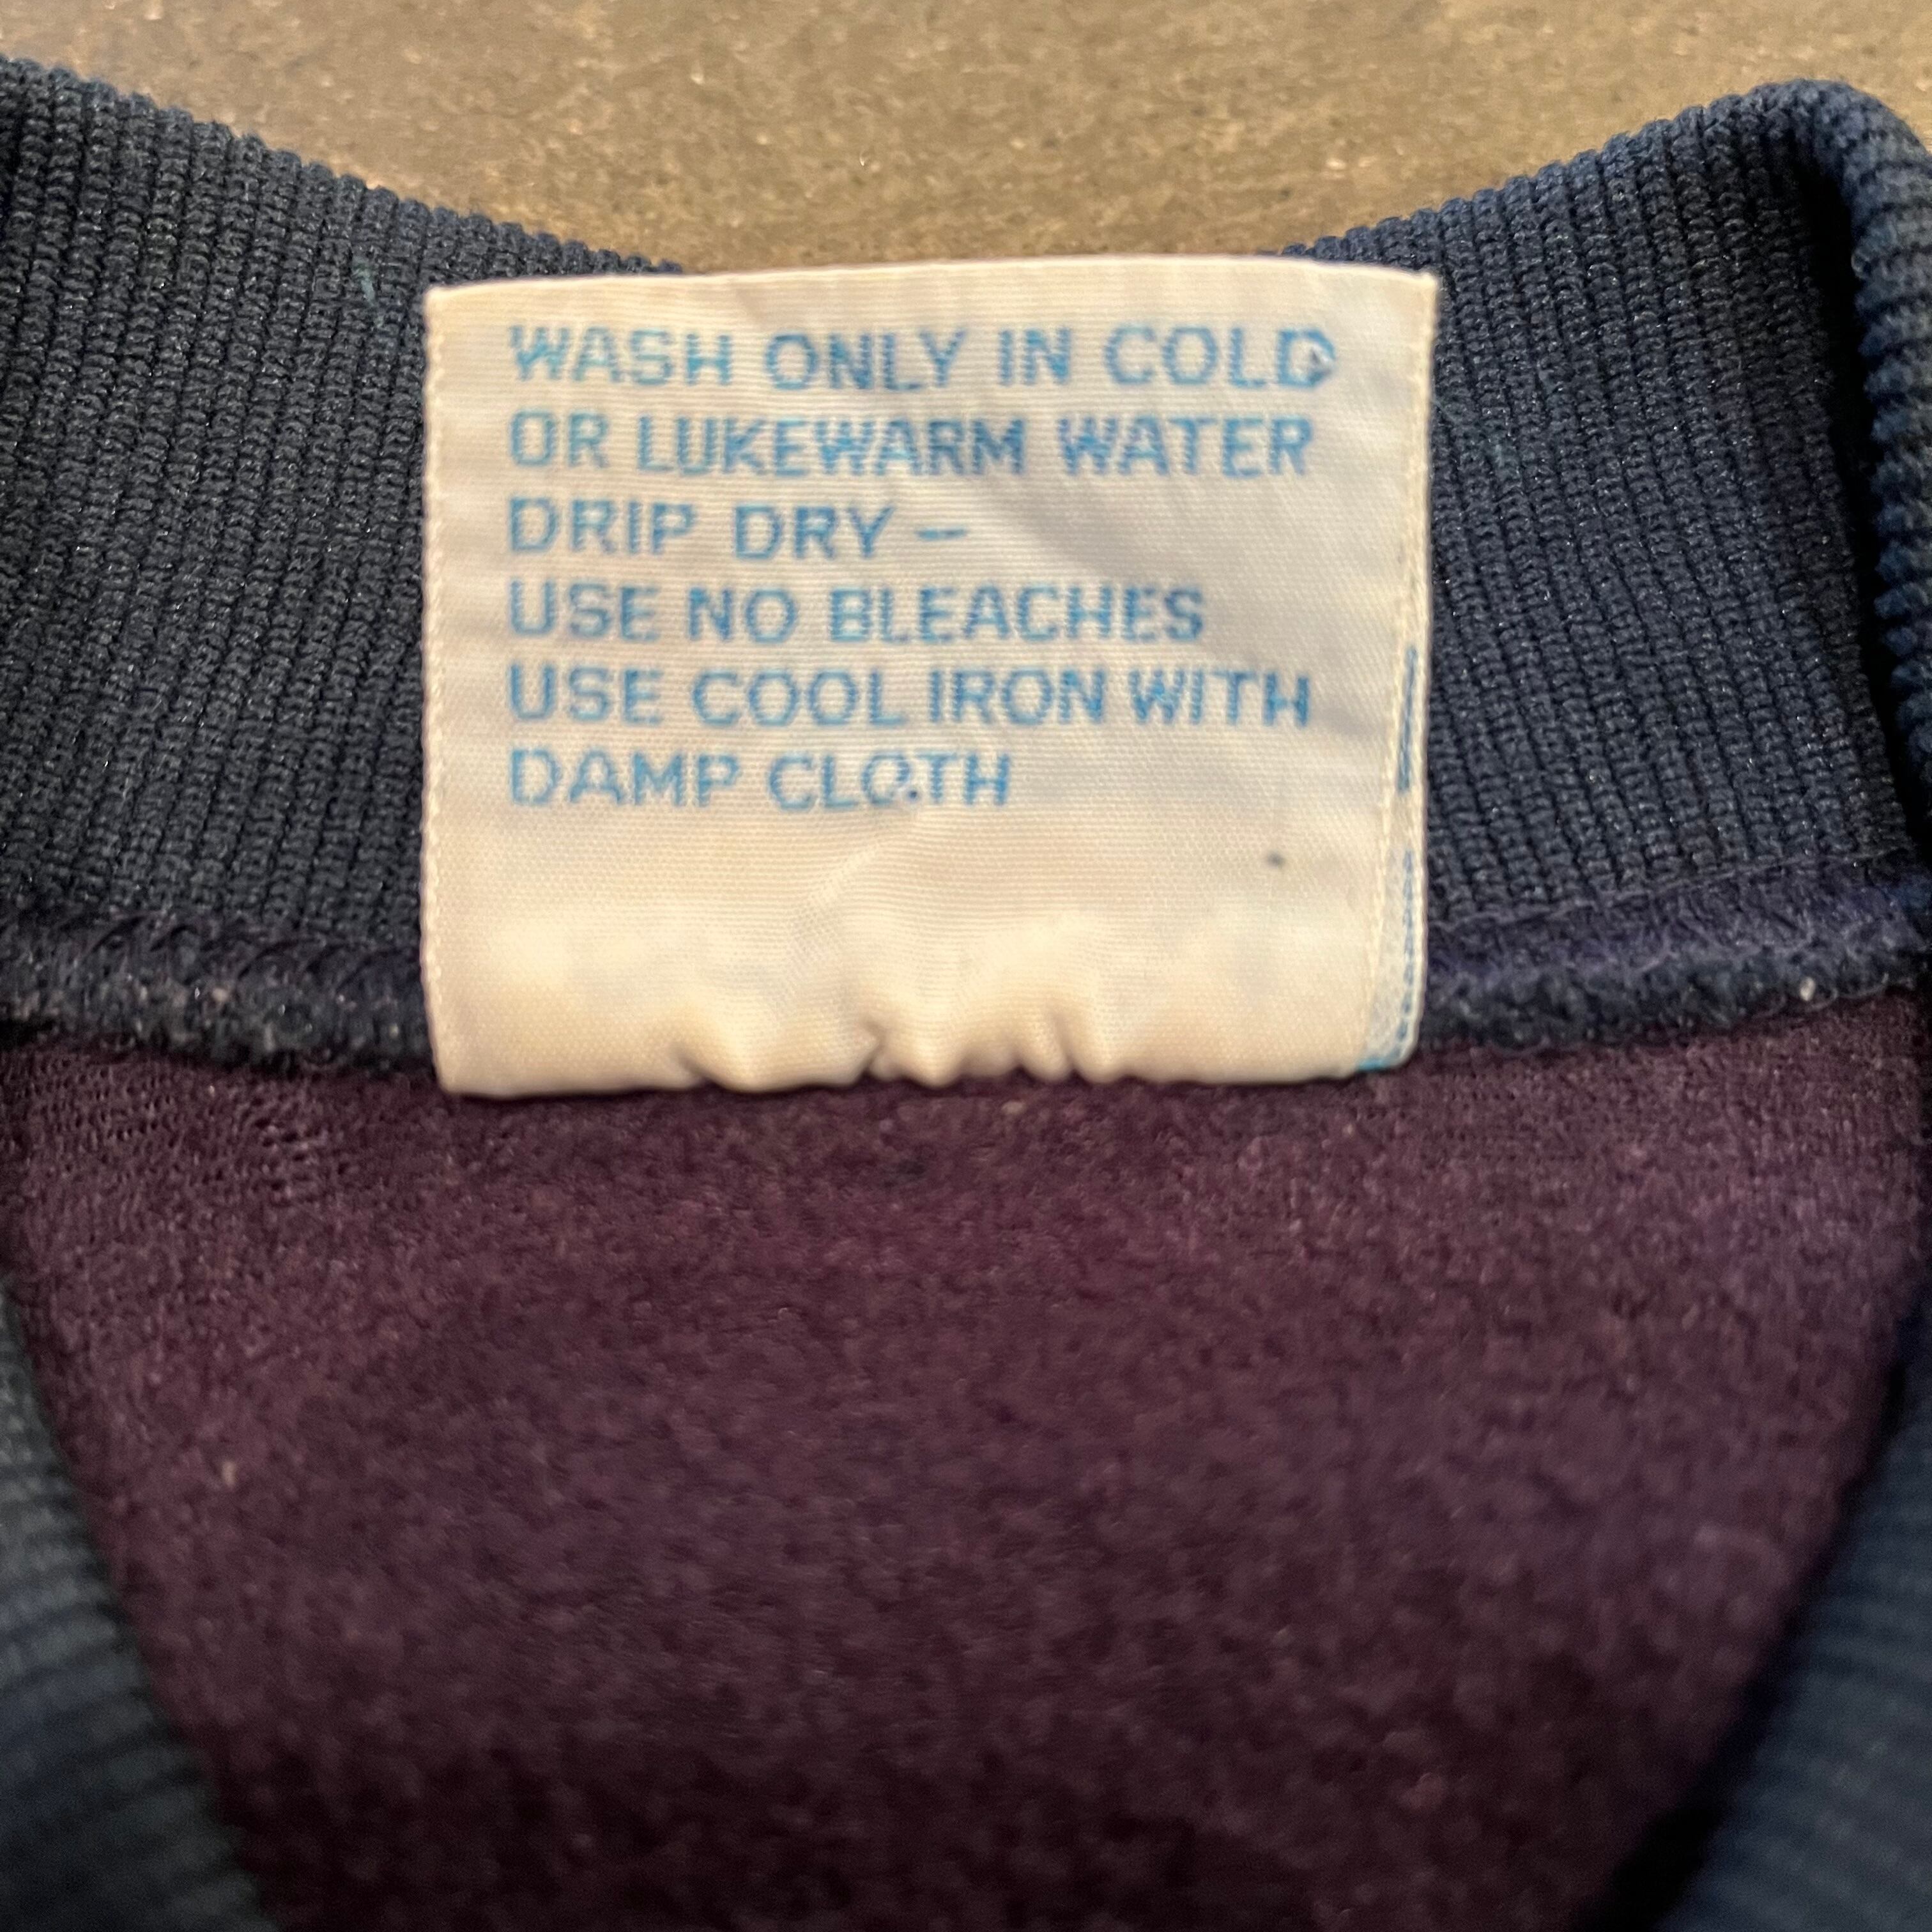 WASH ONLY IN COLD
OR LUKEWARM WATER
DRIP DRY –
USE NO BLEACHES
USE COOL IRON WITH
DAMP CLOTH